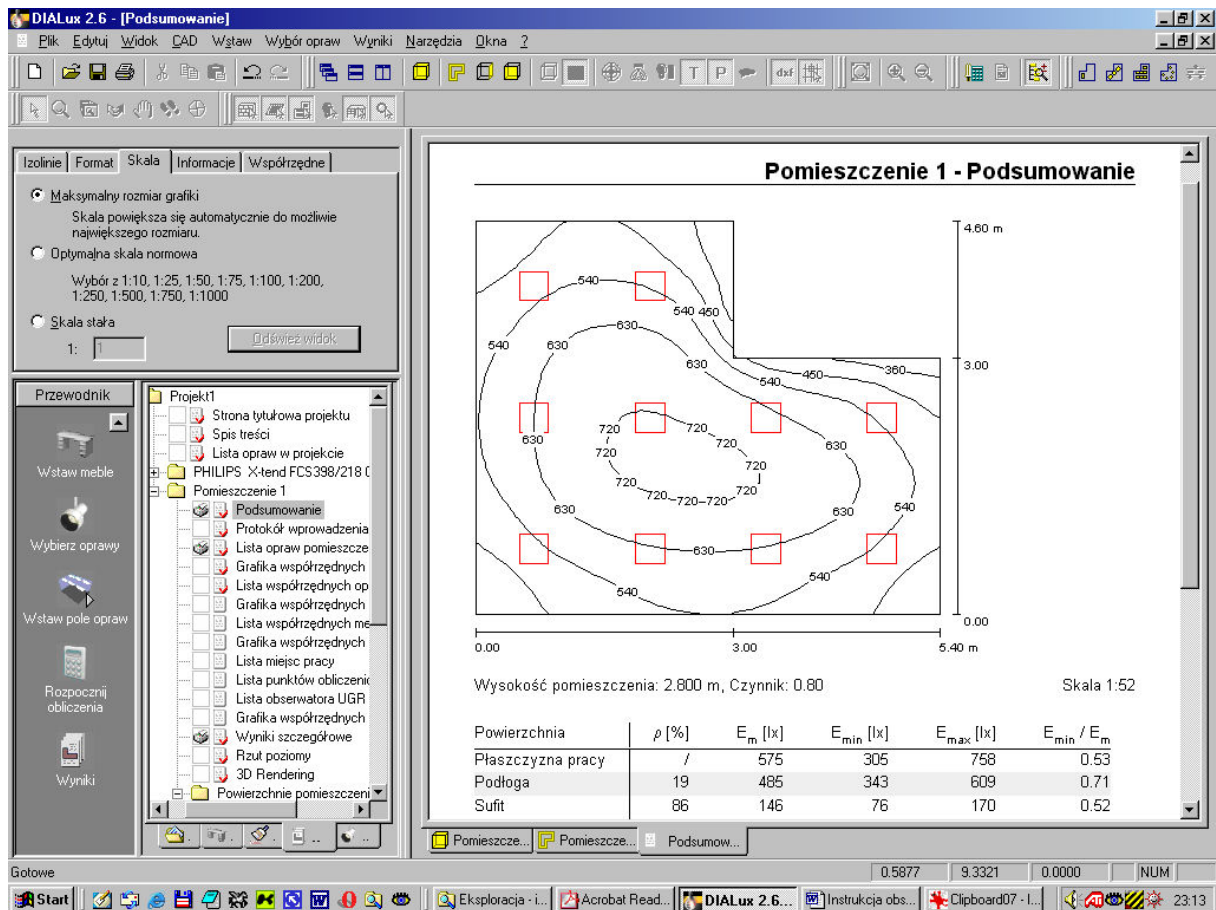 DIALux 2.6 - [Podsumowanie]
Plik Edytuj Widok CAD Wstaw Wybór opraw Wyniki Narzędzia Okna ?
T P dxf
Izolinie Format Skala Informacje Współrzędne
Maksymalny rozmiar grafiki
Skala powiększa się automatycznie do możliwie
największego rozmiaru.
Optymalna skala normowa
Wybór z 1:10, 1:25, 1:50, 1:75, 1:100, 1:200,
1:250, 1:500, 1:750, 1:1000
Skala stała
1: 1
Odśwież widok
Przewodnik
Wstaw meble
Wybierz oprawy
Wstaw pole opraw
Rozpocznij
obliczenia
Wyniki
Projekt1
Strona tytułowa projektu
Spis treści
Lista opraw w projekcie
PHILIPS X-tend FCS398/218 C
Pomieszczenie 1
Podsumowanie
Protokół wprowadzenia
Lista opraw pomieszcze
Grafika współrzędnych
Lista współrzędnych op
Grafika współrzędnych
Lista współrzędnych me
Grafika współrzędnych
Lista miejsc pracy
Lista punktów obliczenio
Lista obserwatora UGR
Grafika współrzędnych
Wyniki szczegółowe
Rzut poziomy
3D Rendering
Powierzchnie pomieszczeni
Pomieszczenie 1 - Podsumowanie
4.60 m
540
540 450
630
540 630 630
540 450 360
3.00
720 720
630
720 720
720 720
720 720 720
630 630 540
630
540
540
0.00
0.00 3.00 5.40 m
Wysokość pomieszczenia: 2.800 m, Czynnik: 0.80 Skala 1:52
Powierzchnia ρ [%] Em [lx] Emin [lx] Emax [lx] Emin / Em
Płaszczyzna pracy / 575 305 758 0.53
Podłoga 19 485 343 609 0.71
Sufit 86 146 76 170 0.52
Pomieszcze... Pomieszcze... Podsumow...
Gotowe 0.5877 9.3321 0.0000 NUM
Start Eksploracja - i... Acrobat Read... DIALux 2.6... Instrukcja obs... Clipboard07 - I... 23:13